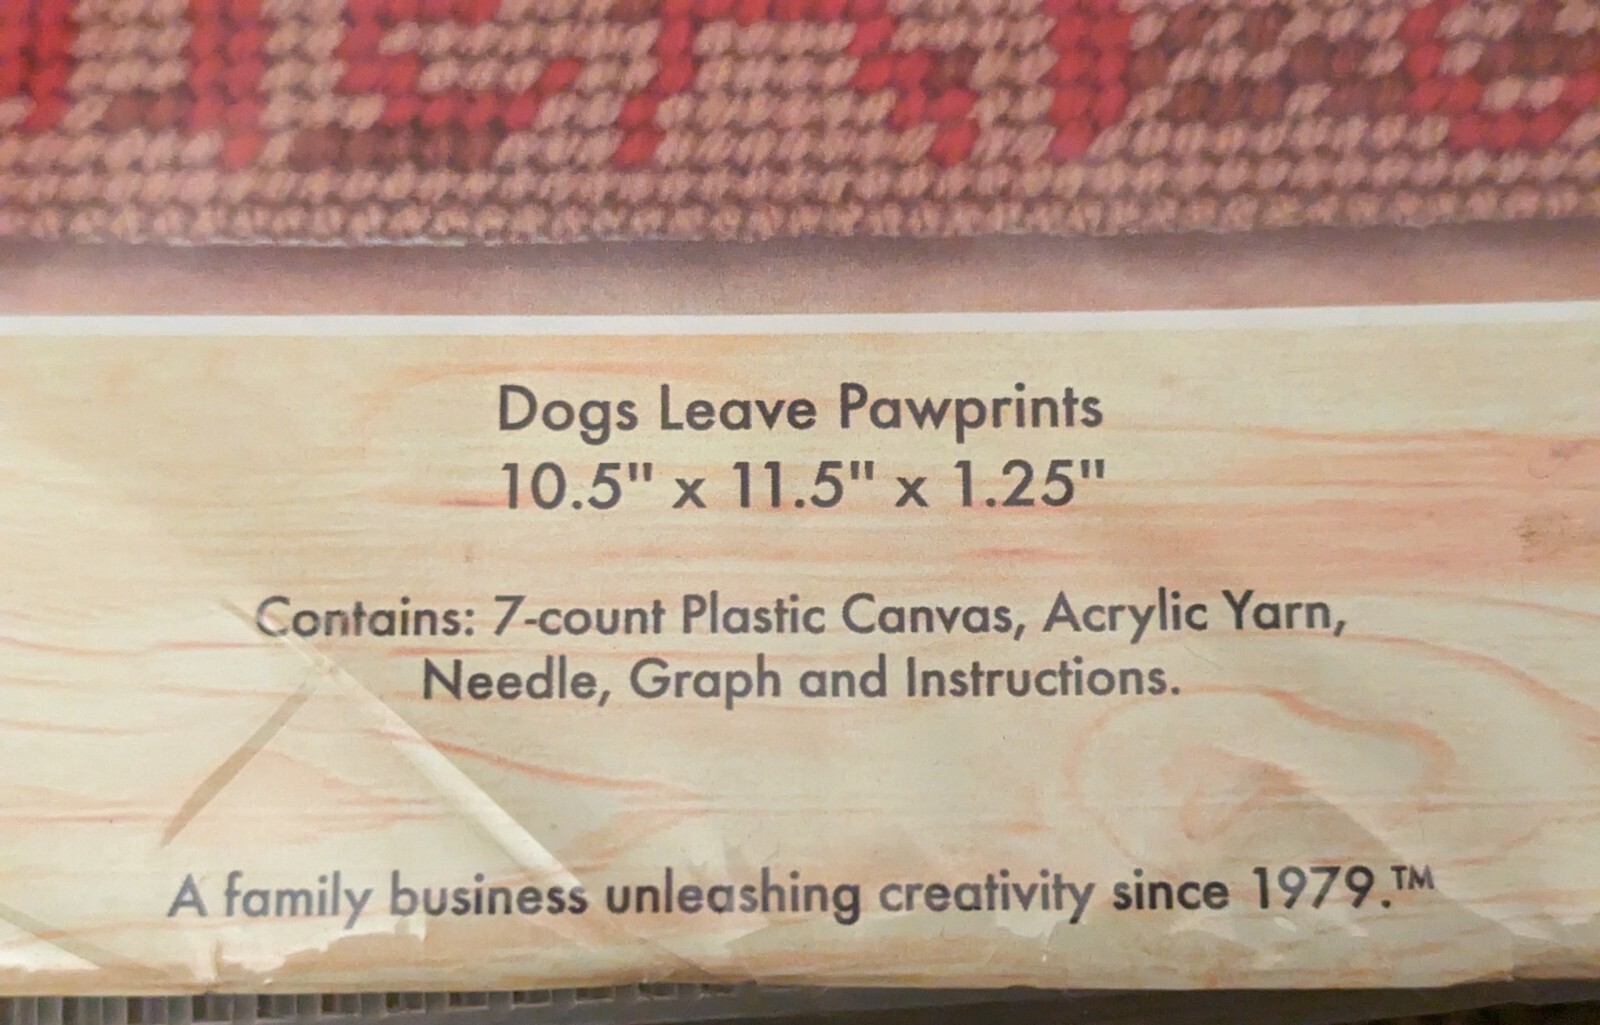 Dogs Leave Pawprints
10.5" x 11.5" x 1.25"
Contains: 7-count Plastic Canvas, Acrylic Yarn,
Needle, Graph and Instructions.
A family business unleashing creativity since 1979.™